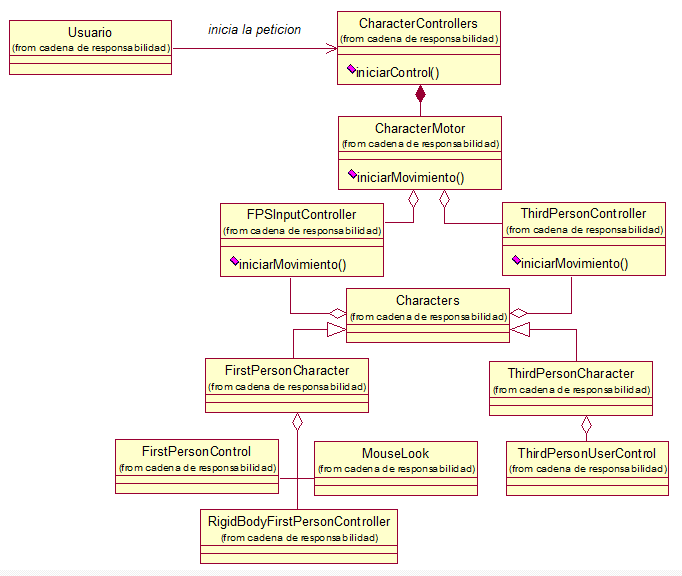 Usuario
(from cadena de responsabilidad)
inicia la peticion
CharacterControllers
(from cadena de responsabilidad)
iniciarControl()
CharacterMotor
(from cadena de responsabilidad)
iniciarMovimiento()
FPSInputController
(from cadena de responsabilidad)
iniciarMovimiento()
ThirdPersonController
(from cadena de responsabilidad)
iniciarMovimiento()
Characters
(from cadena de responsabilidad)
FirstPersonCharacter
(from cadena de responsabilidad)
ThirdPersonCharacter
(from cadena de responsabilidad)
FirstPersonControl
(from cadena de responsabilidad)
MouseLook
(from cadena de responsabilidad)
ThirdPersonUserControl
(from cadena de responsabilidad)
RigidBodyFirstPersonController
(from cadena de responsabilidad)